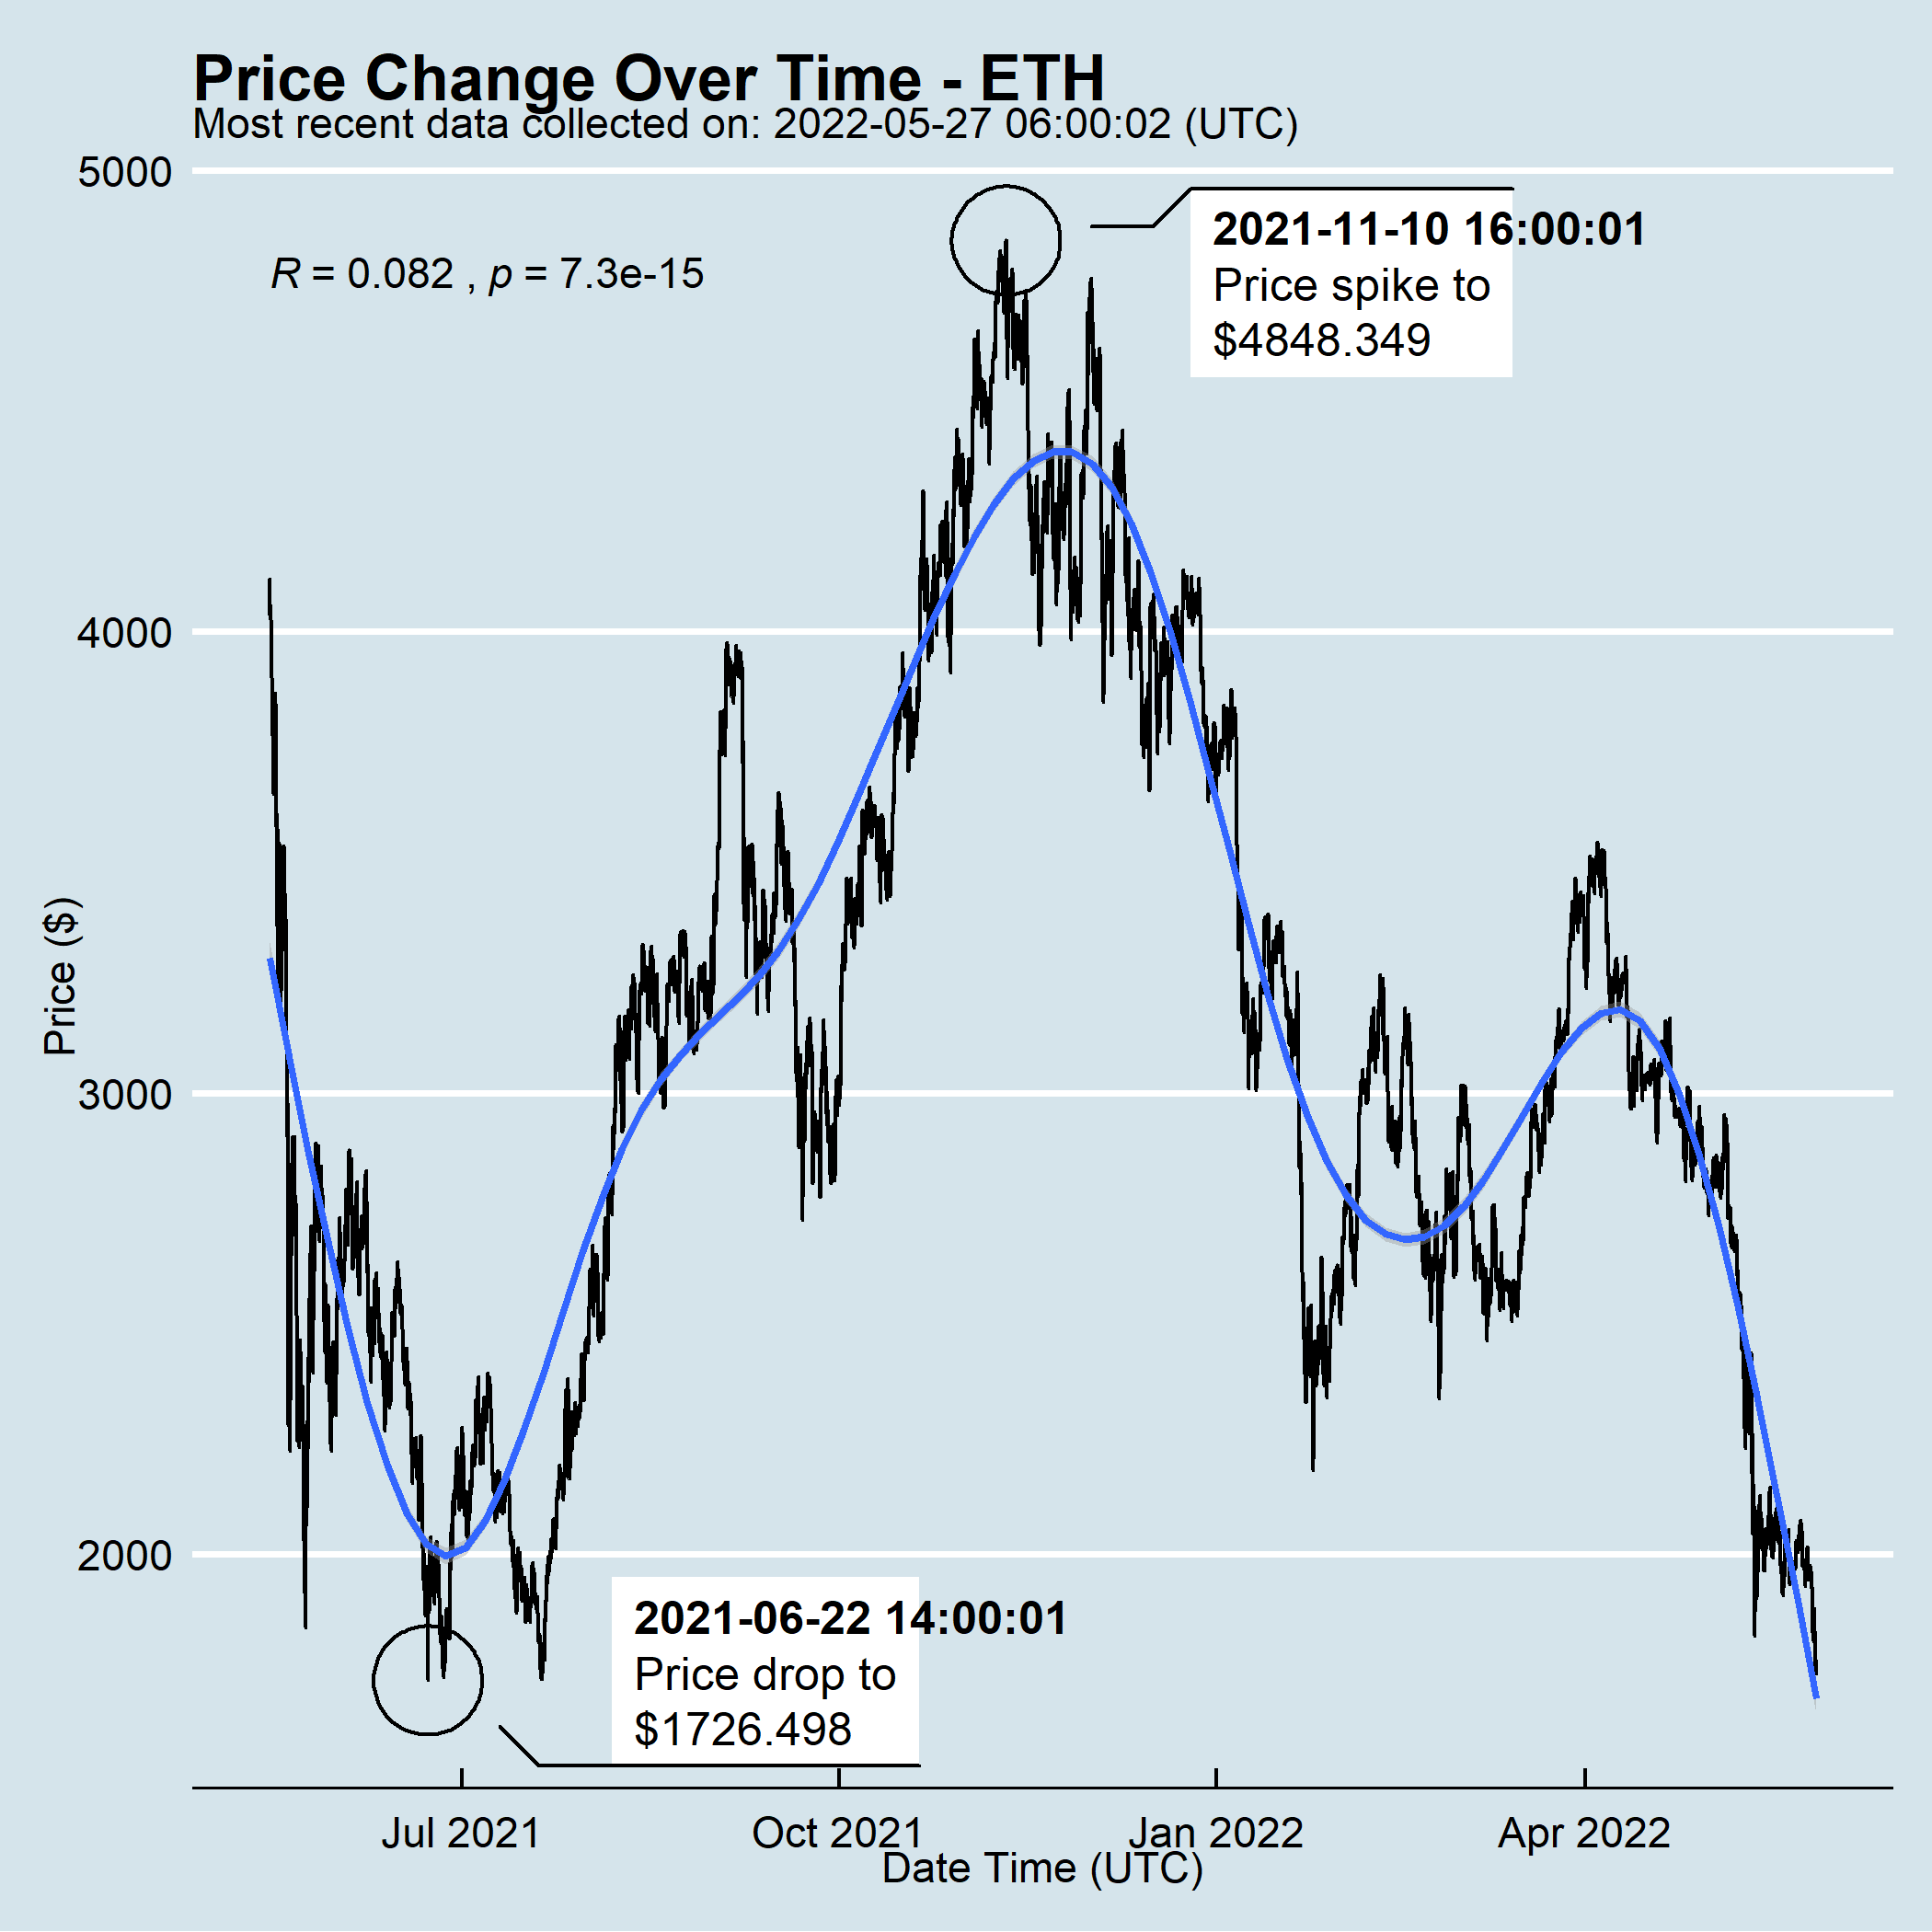 Price Change Over Time - ETH
Most recent data collected on: 2022-05-27 06:00:02 (UTC)
5000
2021-11-10 16:00:01
Price spike to
$4848.349
R = 0.082 , p = 7.3e-15
4000
Price ($)
3000
2000
2021-06-22 14:00:01
Price drop to
$1726.498
Jul 2021
Oct 2021
Jan 2022
Apr 2022
Date Time (UTC)